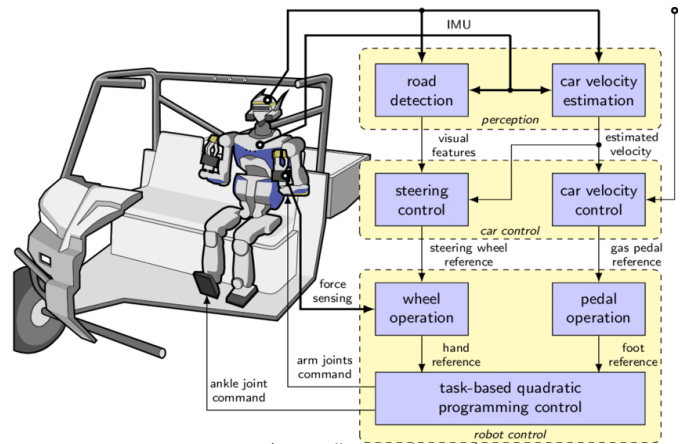 IMU
road
detection
car velocity
estimation
perception
visual
features
estimated
velocity
steering
control
car velocity
control
car control
steering wheel
reference
gas pedal
reference
force
sensing
wheel
operation
pedal
operation
hand
reference
foot
reference
arm joints
command
ankle joint
command
task-based quadratic
programming control
robot control